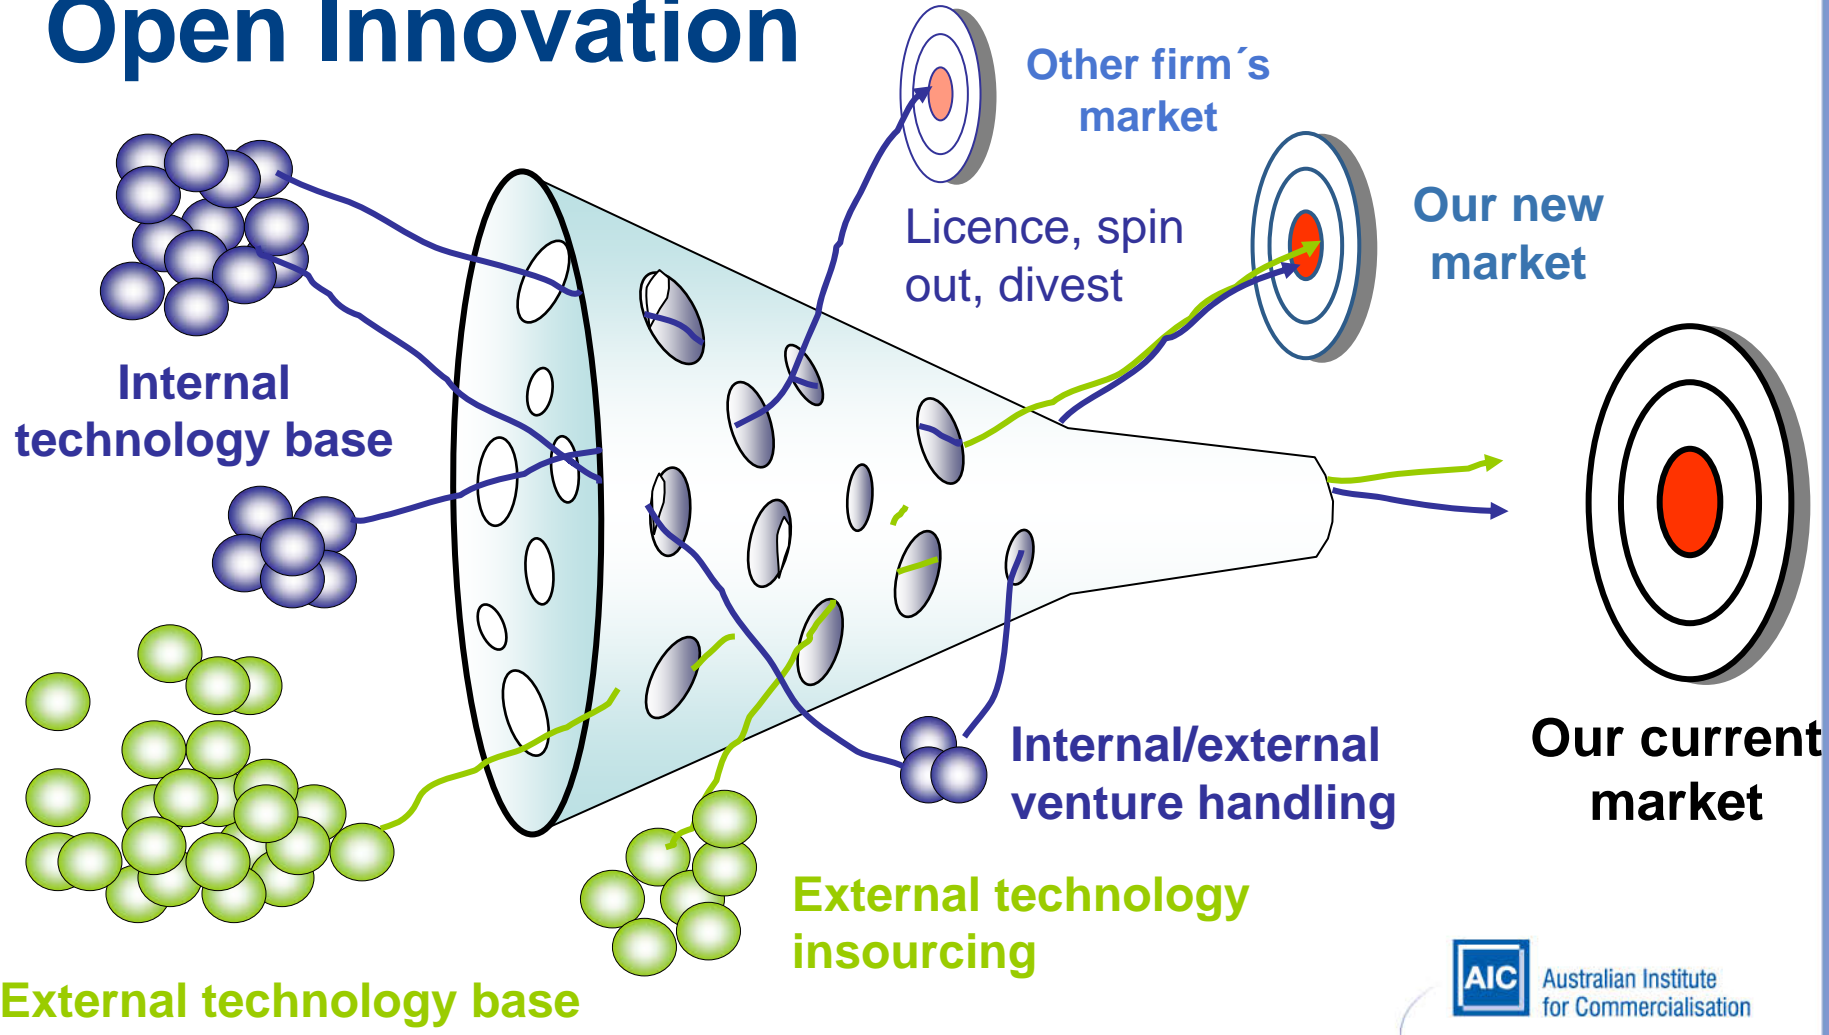 Open Innovation
Other firm´s
market
Our new
market
Licence, spin
out, divest
Internal
technology base
Our current
market
Internal/external
venture handling
External technology
insourcing
External technology base
AIC
Australian Institute
for Commercialisation